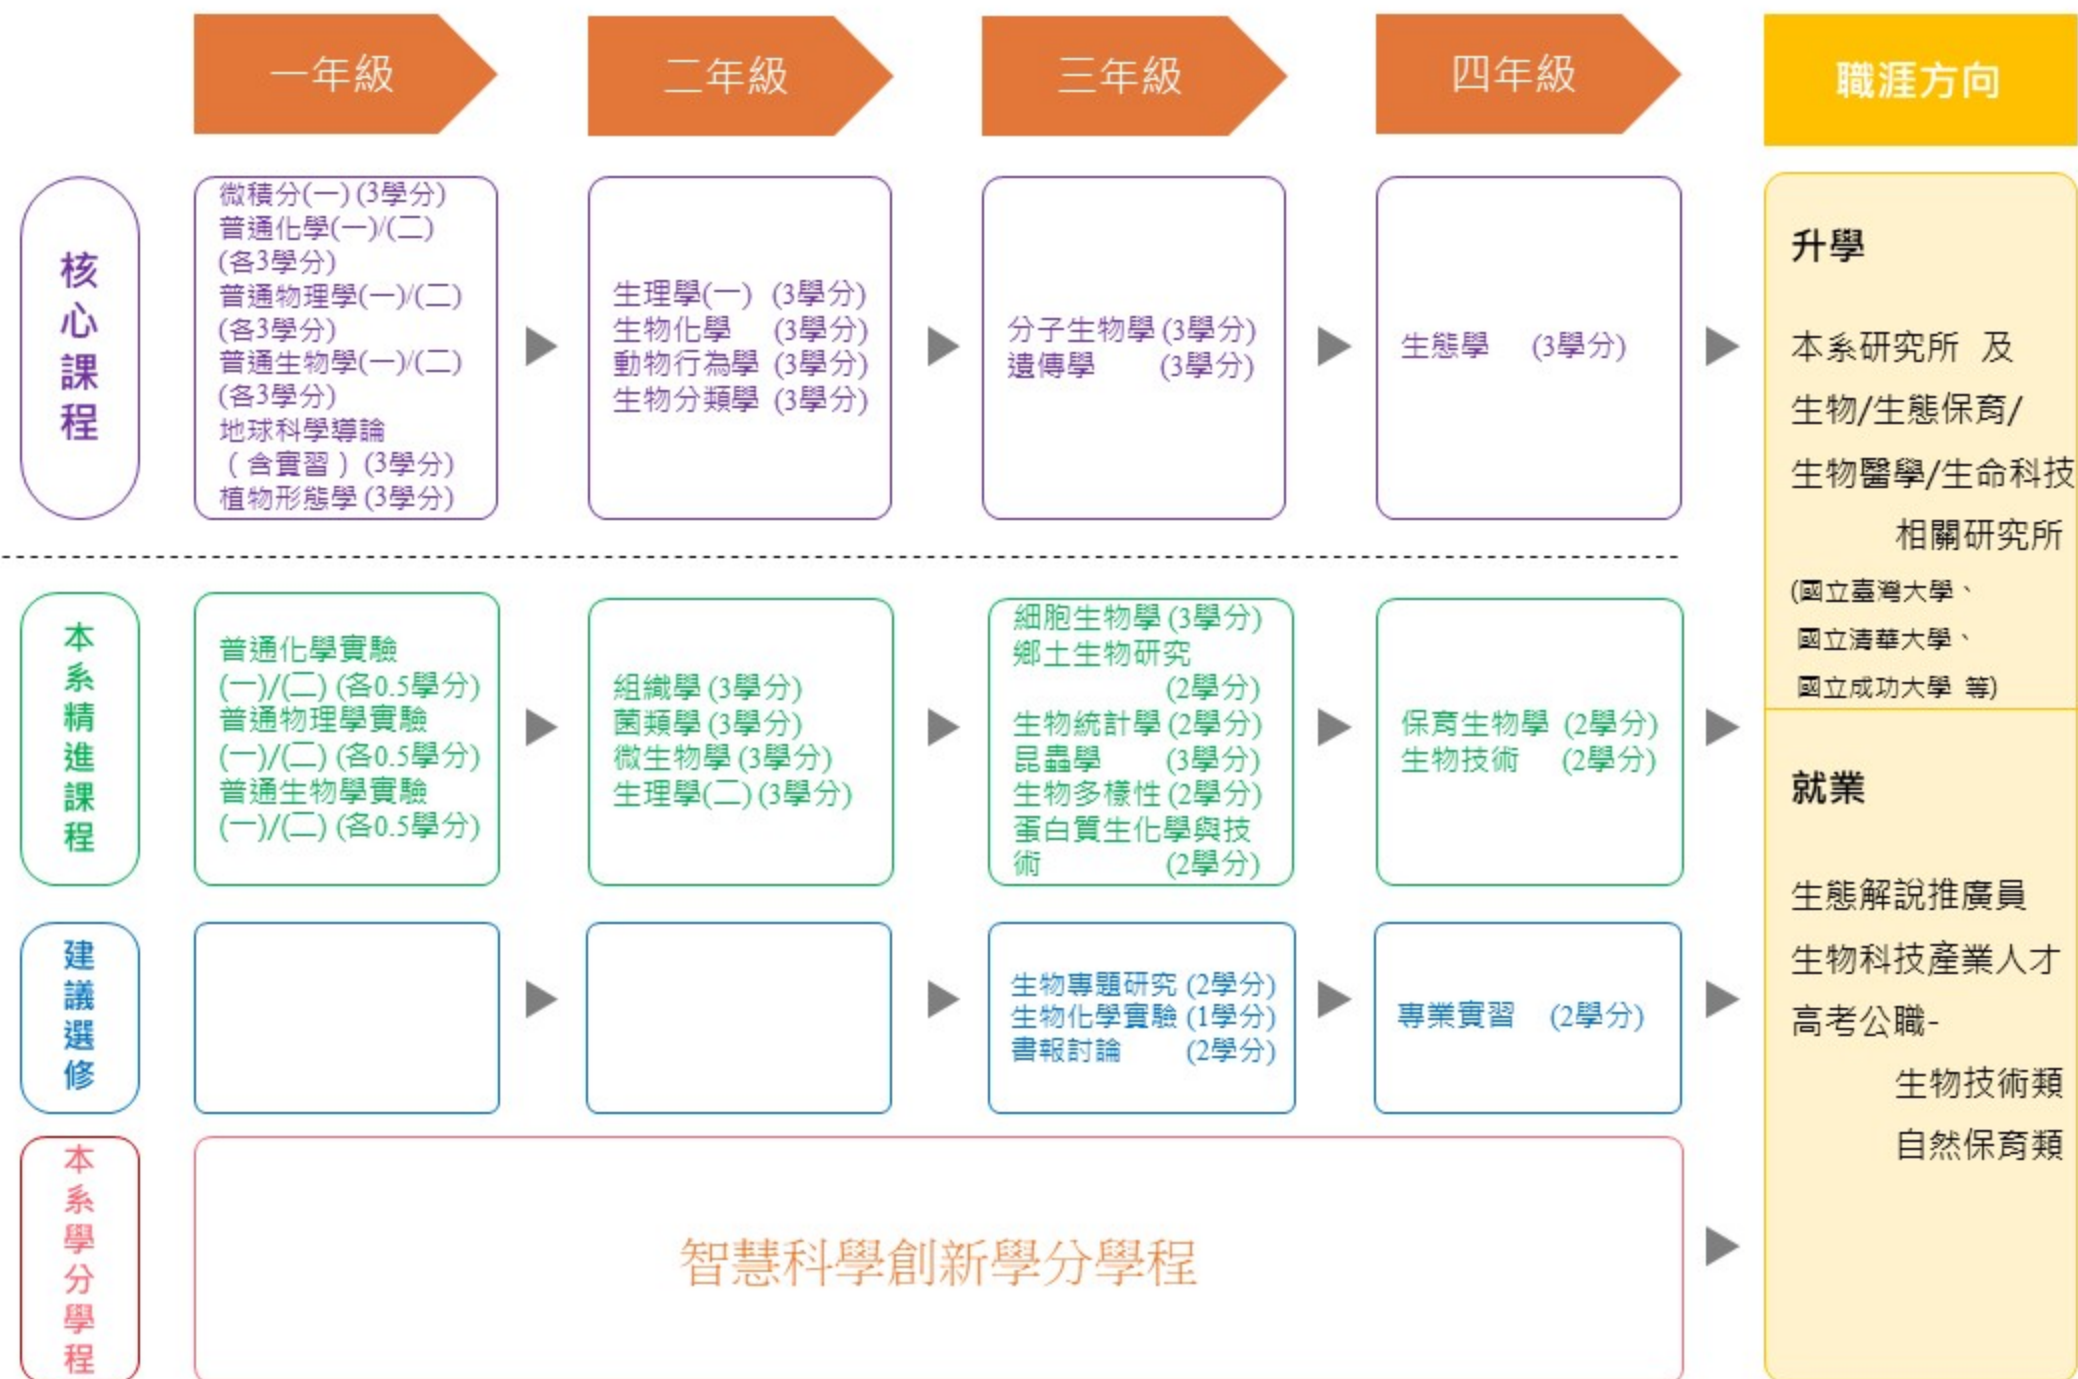 一年級
二年級
三年級
四年級
職涯方向
核心課程
微積分(一) (3學分)
普通化學(一)/(二)
(各3學分)
普通物理學(一)/(二)
(各3學分)
普通生物學(一)/(二)
(各3學分)
地球科學導論
（含實習）(3學分)
植物形態學 (3學分)
生理學(一) (3學分)
生物化學 (3學分)
動物行為學 (3學分)
生物分類學 (3學分)
分子生物學 (3學分)
遺傳學 (3學分)
生態學 (3學分)
本系精進課程
普通化學實驗
(一)/(二) (各0.5學分)
普通物理學實驗
(一)/(二) (各0.5學分)
普通生物學實驗
(一)/(二) (各0.5學分)
組織學 (3學分)
菌類學 (3學分)
微生物學 (3學分)
生理學(二) (3學分)
細胞生物學 (3學分)
鄉土生物研究
(2學分)
生物統計學 (2學分)
昆蟲學 (3學分)
生物多樣性 (2學分)
蛋白質生化學與技
術 (2學分)
保育生物學 (2學分)
生物技術 (2學分)
建議選修
生物專題研究 (2學分)
生物化學實驗 (1學分)
書報討論 (2學分)
專業實習 (2學分)
本系學分學程
智慧科學創新學分學程
升學
本系研究所 及
生物/生態保育/
生物醫學/生命科技
相關研究所
(國立臺灣大學、
國立清華大學、
國立成功大學 等)
就業
生態解說推廣員
生物科技產業人才
高考公職-
生物技術類
自然保育類